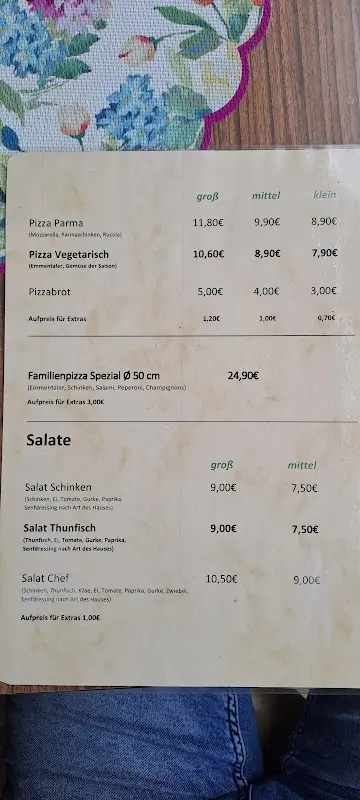 groß mittel klein
Pizza Parma 11,80€ 9,90€ 8,90€
(Mozzarella, Parmaschinken, Rucola)
Pizza Vegetarisch 10,60€ 8,90€ 7,90€
(Emmentaler, Gemüse der Saison)
Pizzabrot 5,00€ 4,00€ 3,00€
Aufpreis für Extras 1,20€ 1,00€ 0,70€
Familienpizza Spezial Ø 50 cm 24,90€
(Emmentaler, Schinken, Salami, Peperoni, Champignons)
Aufpreis für Extras 3,00€
Salate
groß mittel
Salat Schinken 9,00€ 7,50€
(Schinken, Ei, Tomate, Gurke, Paprika,
Senfdressing nach Art des Hauses)
Salat Thunfisch 9,00€ 7,50€
(Thunfisch, Ei, Tomate, Gurke, Paprika,
Senfdressing nach Art des Hauses)
Salat Chef 10,50€ 9,00€
(Schinken, Thunfisch, Käse, Ei, Tomate, Paprika, Gurke, Zwiebel,
Senfdressing nach Art des Hauses)
Aufpreis für Extras 1,00€